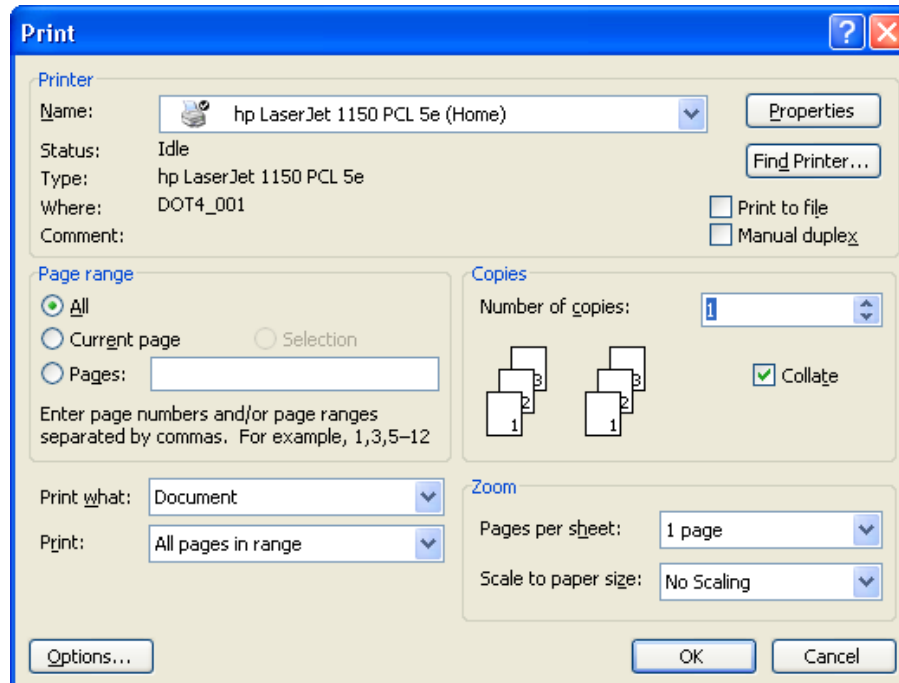 Print
Printer
Name: hp LaserJet 1150 PCL 5e (Home) Properties
Status: Idle Find Printer...
Type: hp LaserJet 1150 PCL 5e
Where: DOT4_001 Print to file
Comment: Manual duplex
Page range
All
Current page Selection
Pages:
Enter page numbers and/or page ranges
separated by commas. For example, 1,3,5–12
Copies
Number of copies: 1
3 3
2 2
1 1
Collate
Print what: Document
Print: All pages in range
Zoom
Pages per sheet: 1 page
Scale to paper size: No Scaling
Options... OK Cancel